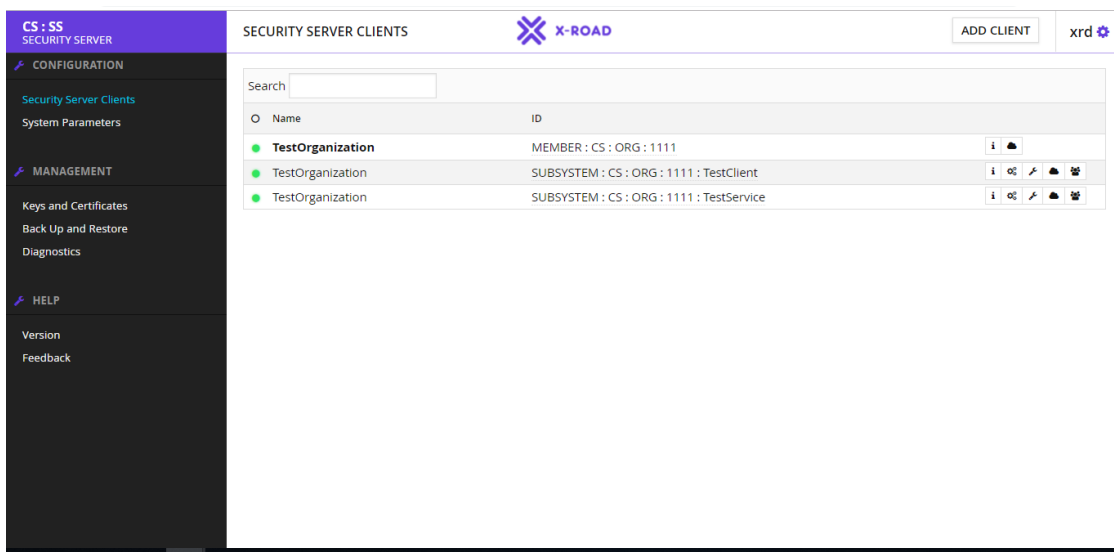 CS : SS
SECURITY SERVER
SECURITY SERVER CLIENTS
X-ROAD
ADD CLIENT
xrd
CONFIGURATION
Security Server Clients
System Parameters
MANAGEMENT
Keys and Certificates
Back Up and Restore
Diagnostics
HELP
Version
Feedback
Search
Name ID
TestOrganization MEMBER : CS : ORG : 1111
TestOrganization SUBSYSTEM : CS : ORG : 1111 : TestClient
TestOrganization SUBSYSTEM : CS : ORG : 1111 : TestService